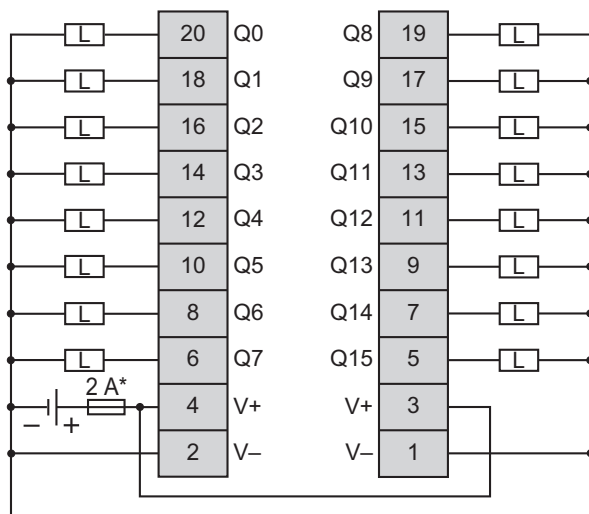 L 20 Q0 Q8 19 L
L 18 Q1 Q9 17 L
L 16 Q2 Q10 15 L
L 14 Q3 Q11 13 L
L 12 Q4 Q12 11 L
L 10 Q5 Q13 9 L
L 8 Q6 Q14 7 L
L 6 Q7 Q15 5 L
2 A*
– + 4 V+ V+ 3
2 V– V– 1